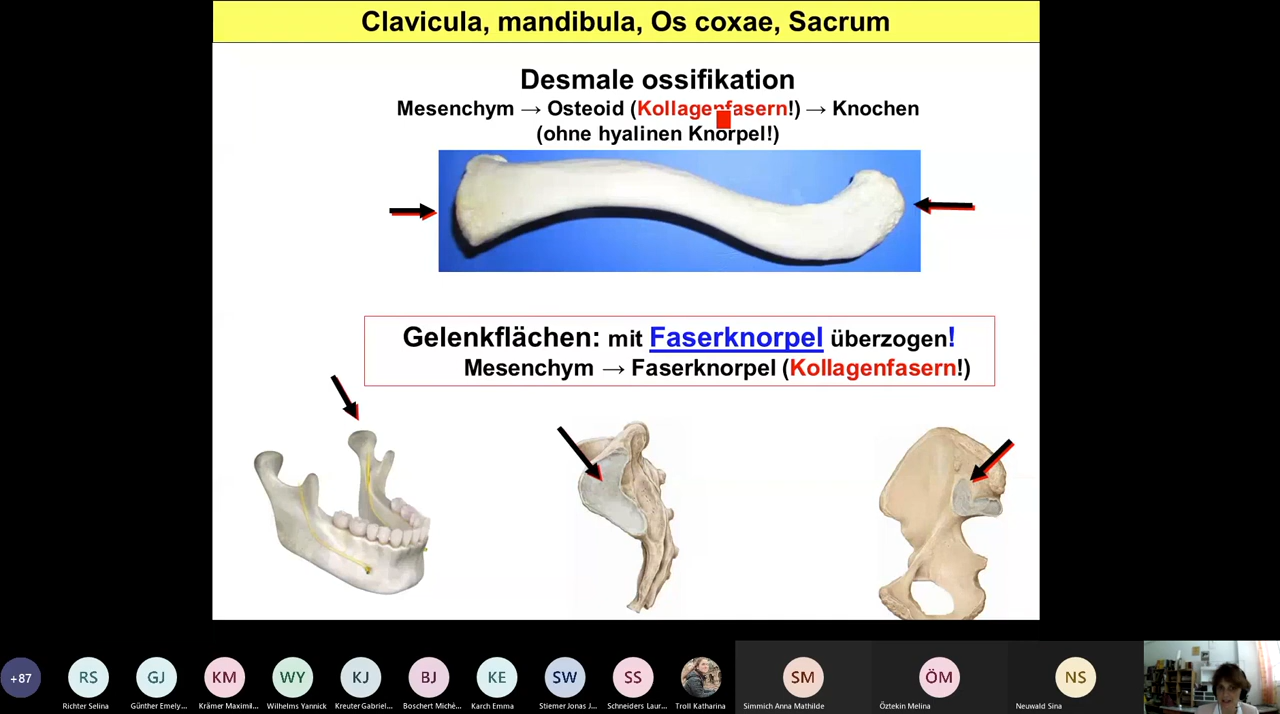 Clavicula, mandibula, Os coxae, Sacrum
Desmale ossifikation
Mesenchym → Osteoid (Kollagenfasern!) → Knochen
(ohne hyalinen Knorpel!)
Gelenkflächen: mit Faserknorpel überzogen!
Mesenchym → Faserknorpel (Kollagenfasern!)
+87
RS
GJ
KM
WY
KJ
BJ
KE
SW
SS
SM
ÖM
NS
Richter Selina
Günther Emely...
Krämer Maximil...
Wilhelms Yannick
Kreuter Gabriel...
Boschert Miché...
Karch Emma
Stiemer Jonas J...
Schneiders Laur...
Troll Katharina
Simmich Anna Mathilde
Öztekin Melina
Neuwald Sina